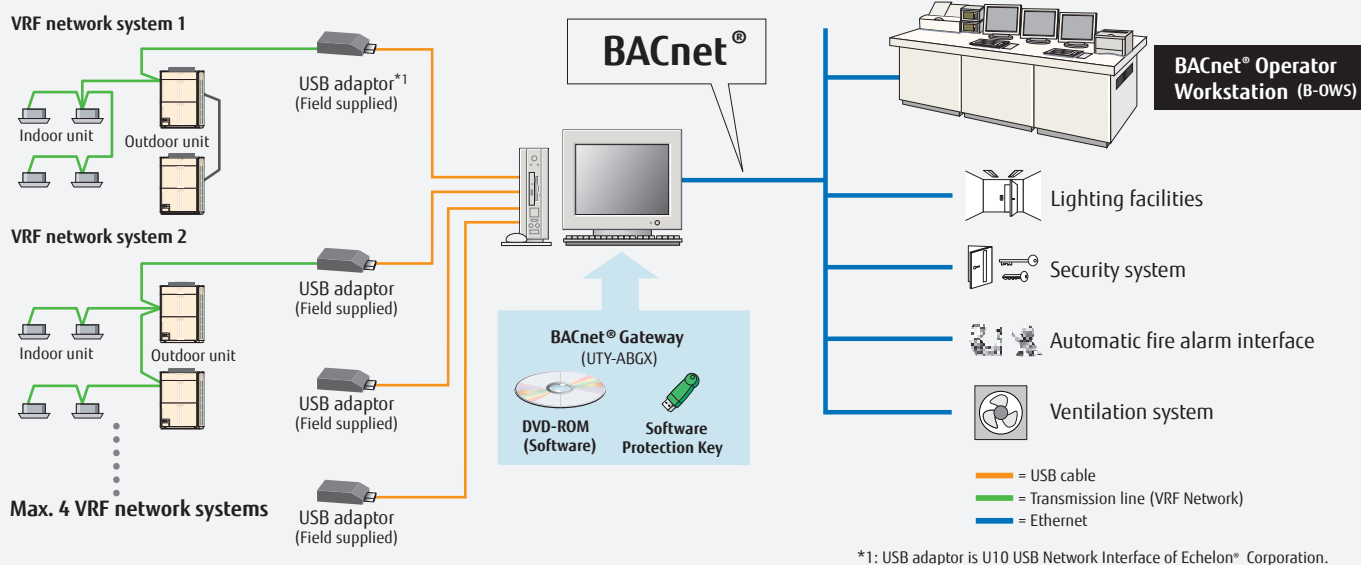 VRF network system 1
USB adaptor*1
(Field supplied)
Indoor unit
Outdoor unit
VRF network system 2
USB adaptor
(Field supplied)
Indoor unit
Outdoor unit
USB adaptor
(Field supplied)
Max. 4 VRF network systems
USB adaptor
(Field supplied)
BACnet®
BACnet® Gateway
(UTY-ABGX)
DVD-ROM
(Software)
Software
Protection Key
BACnet® Operator
Workstation (B-OWS)
Lighting facilities
Security system
Automatic fire alarm interface
Ventilation system
= USB cable
= Transmission line (VRF Network)
= Ethernet
*1: USB adaptor is U10 USB Network Interface of Echelon® Corporation.